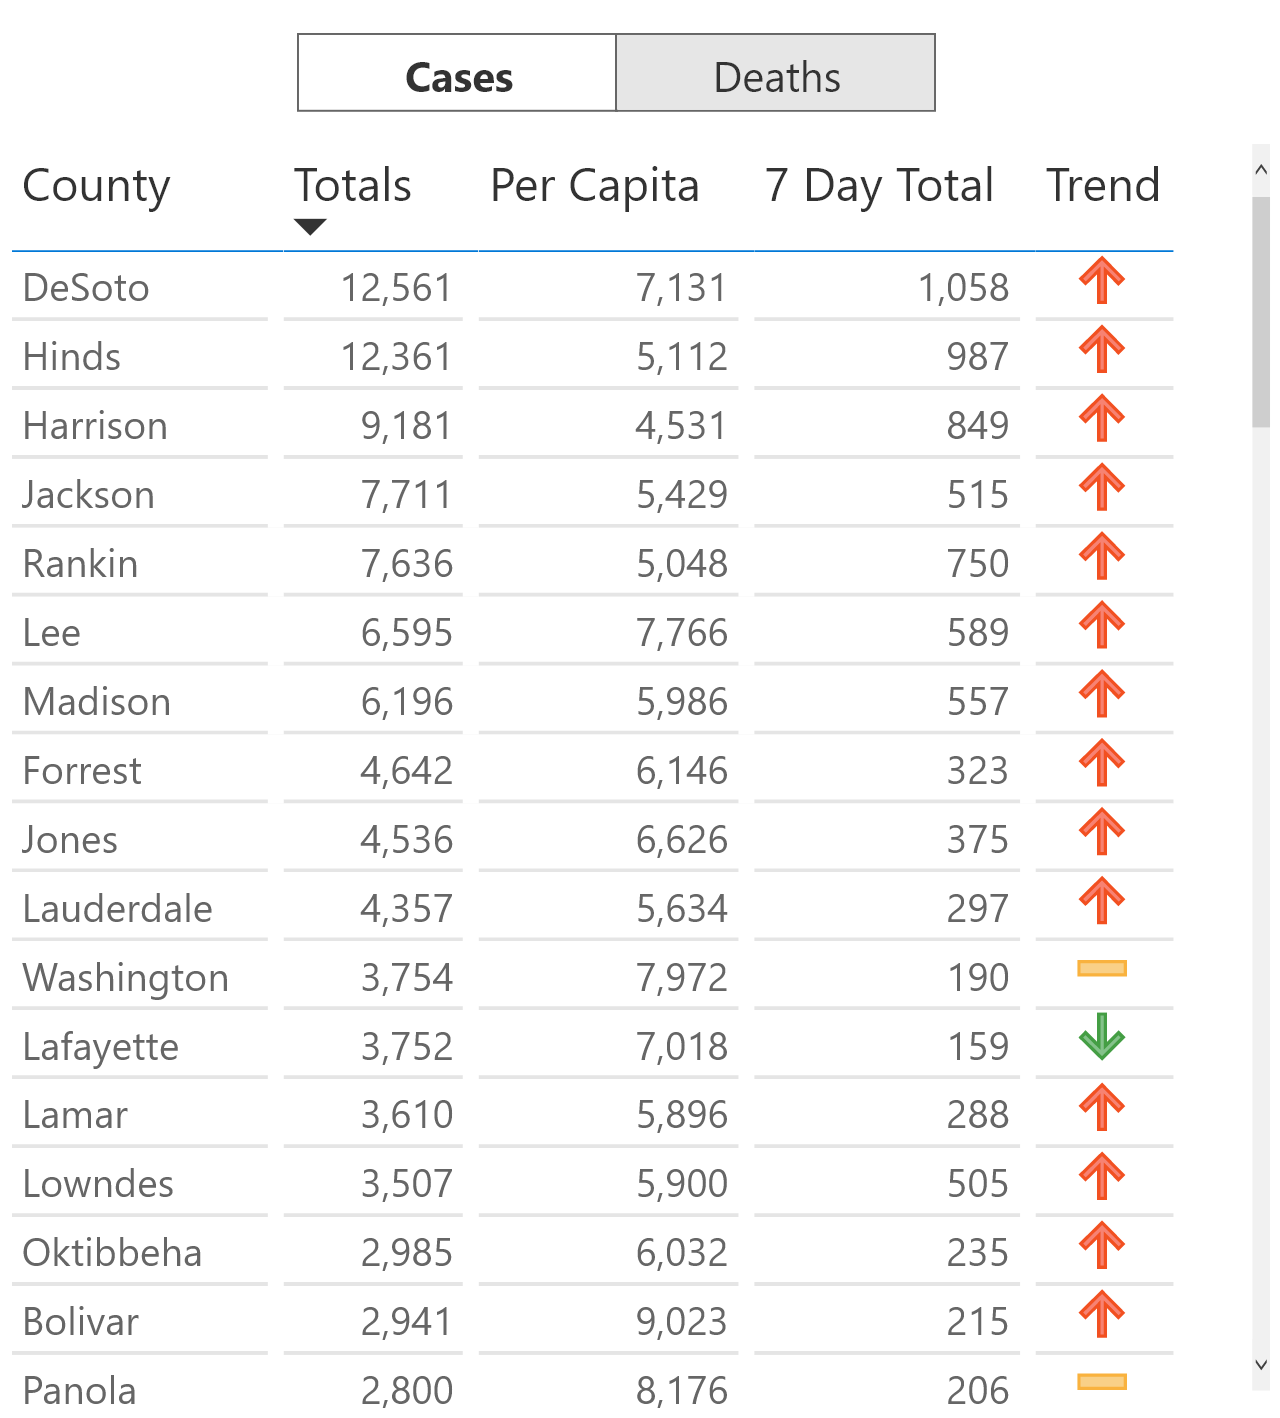 Cases Deaths
County Totals Per Capita 7 Day Total Trend
DeSoto 12,561 7,131 1,058
Hinds 12,361 5,112 987
Harrison 9,181 4,531 849
Jackson 7,711 5,429 515
Rankin 7,636 5,048 750
Lee 6,595 7,766 589
Madison 6,196 5,986 557
Forrest 4,642 6,146 323
Jones 4,536 6,626 375
Lauderdale 4,357 5,634 297
Washington 3,754 7,972 190
Lafayette 3,752 7,018 159
Lamar 3,610 5,896 288
Lowndes 3,507 5,900 505
Oktibbeha 2,985 6,032 235
Bolivar 2,941 9,023 215
Panola 2,800 8,176 206